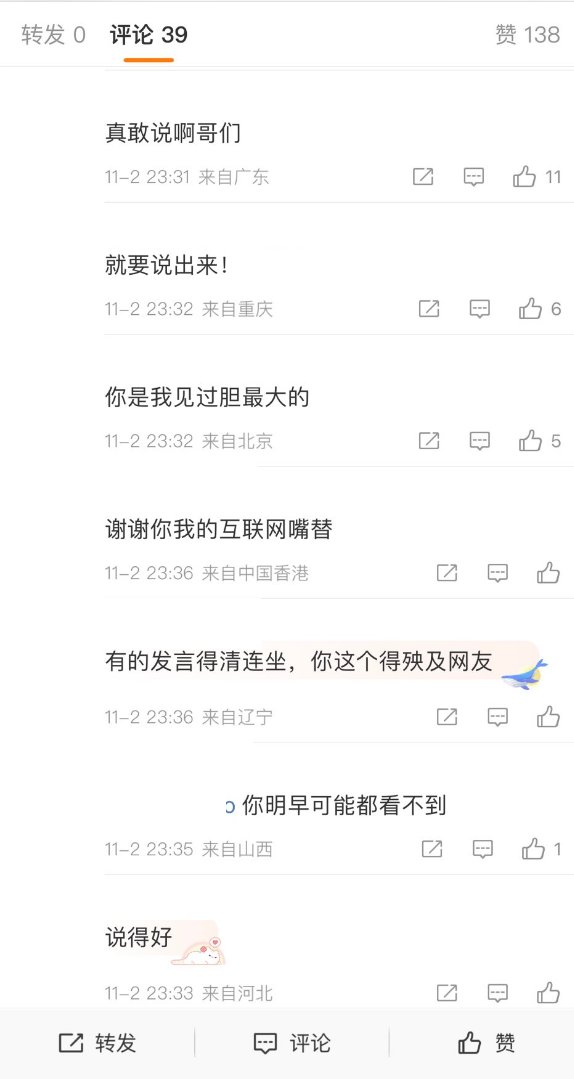 转发 0 评论 39 赞 138
真敢说啊哥们
11-2 23:31 来自广东 11
就要说出来！
11-2 23:32 来自重庆 6
你是我见过胆最大的
11-2 23:32 来自北京 5
谢谢你我的互联网嘴替
11-2 23:36 来自中国香港
有的发言得清连坐，你这个得殃及网友
11-2 23:36 来自辽宁
你明早可能都看不到
11-2 23:35 来自山西 1
说得好
11-2 23:33 来自河北
转发 评论 赞